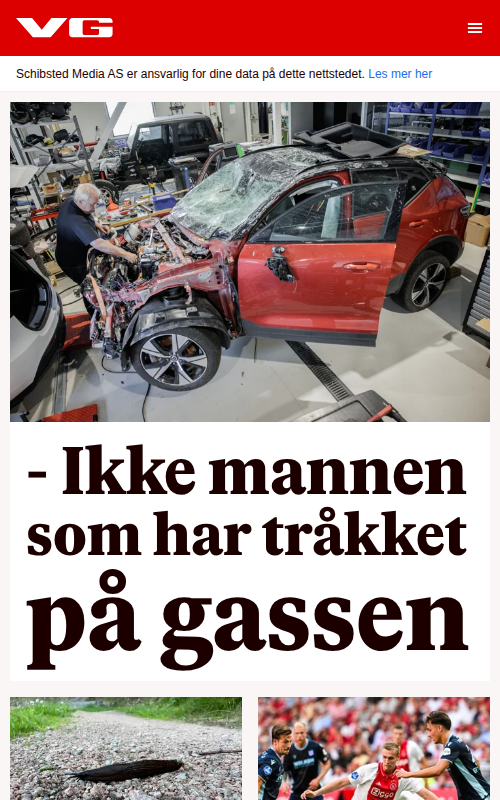 VG
Schibsted Media AS er ansvarlig for dine data på dette nettstedet. Les mer her
- Ikke mannen
som har tråkket
på gassen
Ziggo